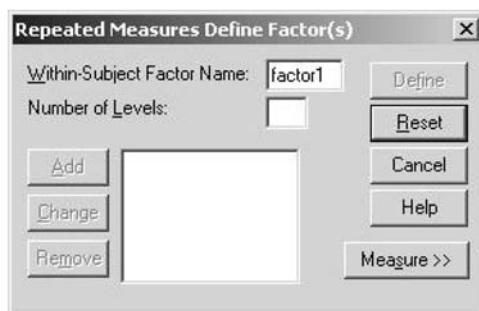 Repeated Measures Define Factor(s)
Within-Subject Factor Name: factor1
Define
Number of Levels:
Reset
Add
Cancel
Change
Help
Remove
Measure >>